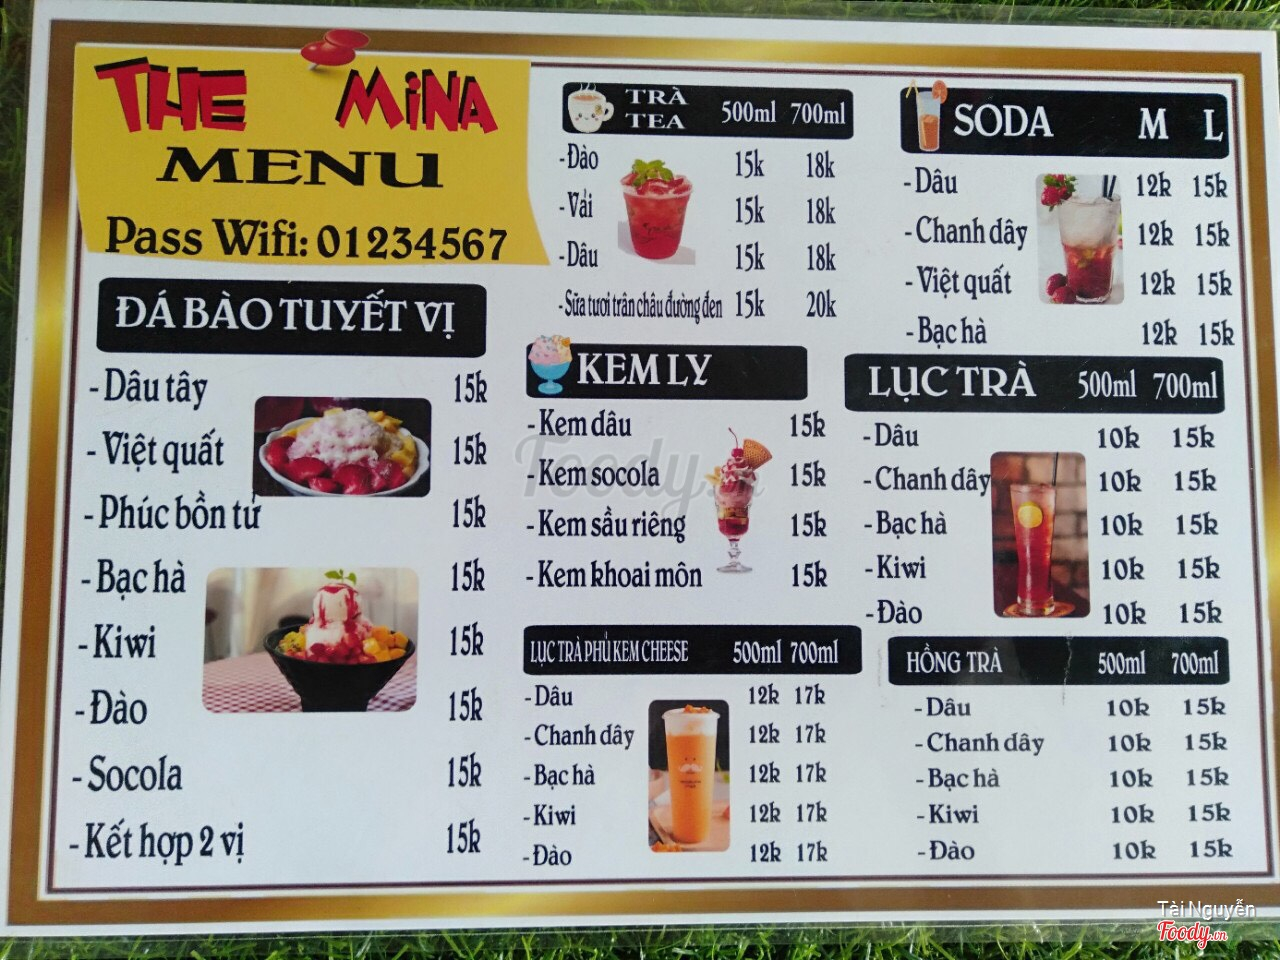 THE MiNA
MENU
Pass Wifi: 01234567
ĐÁ BÀO TUYẾT VỊ
- Dâu tây 15k
- Việt quất 15k
- Phúc bồn tử 15k
- Bạc hà 15k
- Kiwi 15k
- Đào 15k
- Socola 15k
- Kết hợp 2 vị 15k
TRÀ
TEA 500ml 700ml
- Đào 15k 18k
- Vải 15k 18k
- Dâu 15k 18k
- Sữa tươi trân châu đường đen 15k 20k
KEM LY
- Kem dâu 15k
- Kem socola 15k
- Kem sầu riêng 15k
- Kem khoai môn 15k
LỤC TRÀ PHỦ KEM CHEESE 500ml 700ml
- Dâu 12k 17k
- Chanh dây 12k 17k
- Bạc hà 12k 17k
- Kiwi 12k 17k
- Đào 12k 17k
SODA M L
- Dâu 12k 15k
- Chanh dây 12k 15k
- Việt quất 12k 15k
- Bạc hà 12k 15k
LỤC TRÀ 500ml 700ml
- Dâu 10k 15k
- Chanh dây 10k 15k
- Bạc hà 10k 15k
- Kiwi 10k 15k
- Đào 10k 15k
HỒNG TRÀ 500ml 700ml
- Dâu 10k 15k
- Chanh dây 10k 15k
- Bạc hà 10k 15k
- Kiwi 10k 15k
- Đào 10k 15k
Foody.vn
Tài Nguyễn
Foody.vn